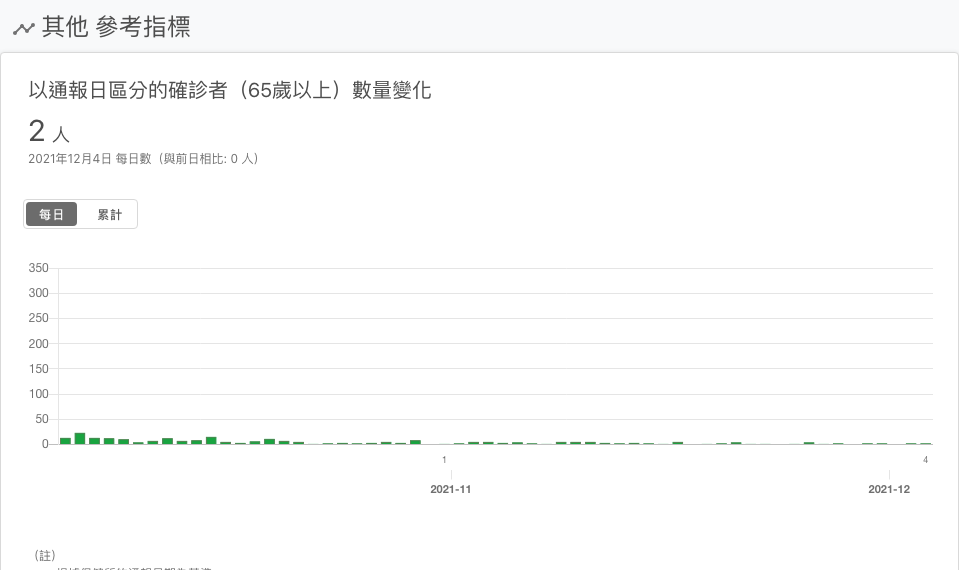 其他 參考指標
以通報日區分的確診者（65歲以上）數量變化
2 人
2021年12月4日 每日數（與前日相比: 0 人）
每日 累計
350
300
250
200
150
100
50
0
1 4
2021-11 2021-12
（註）